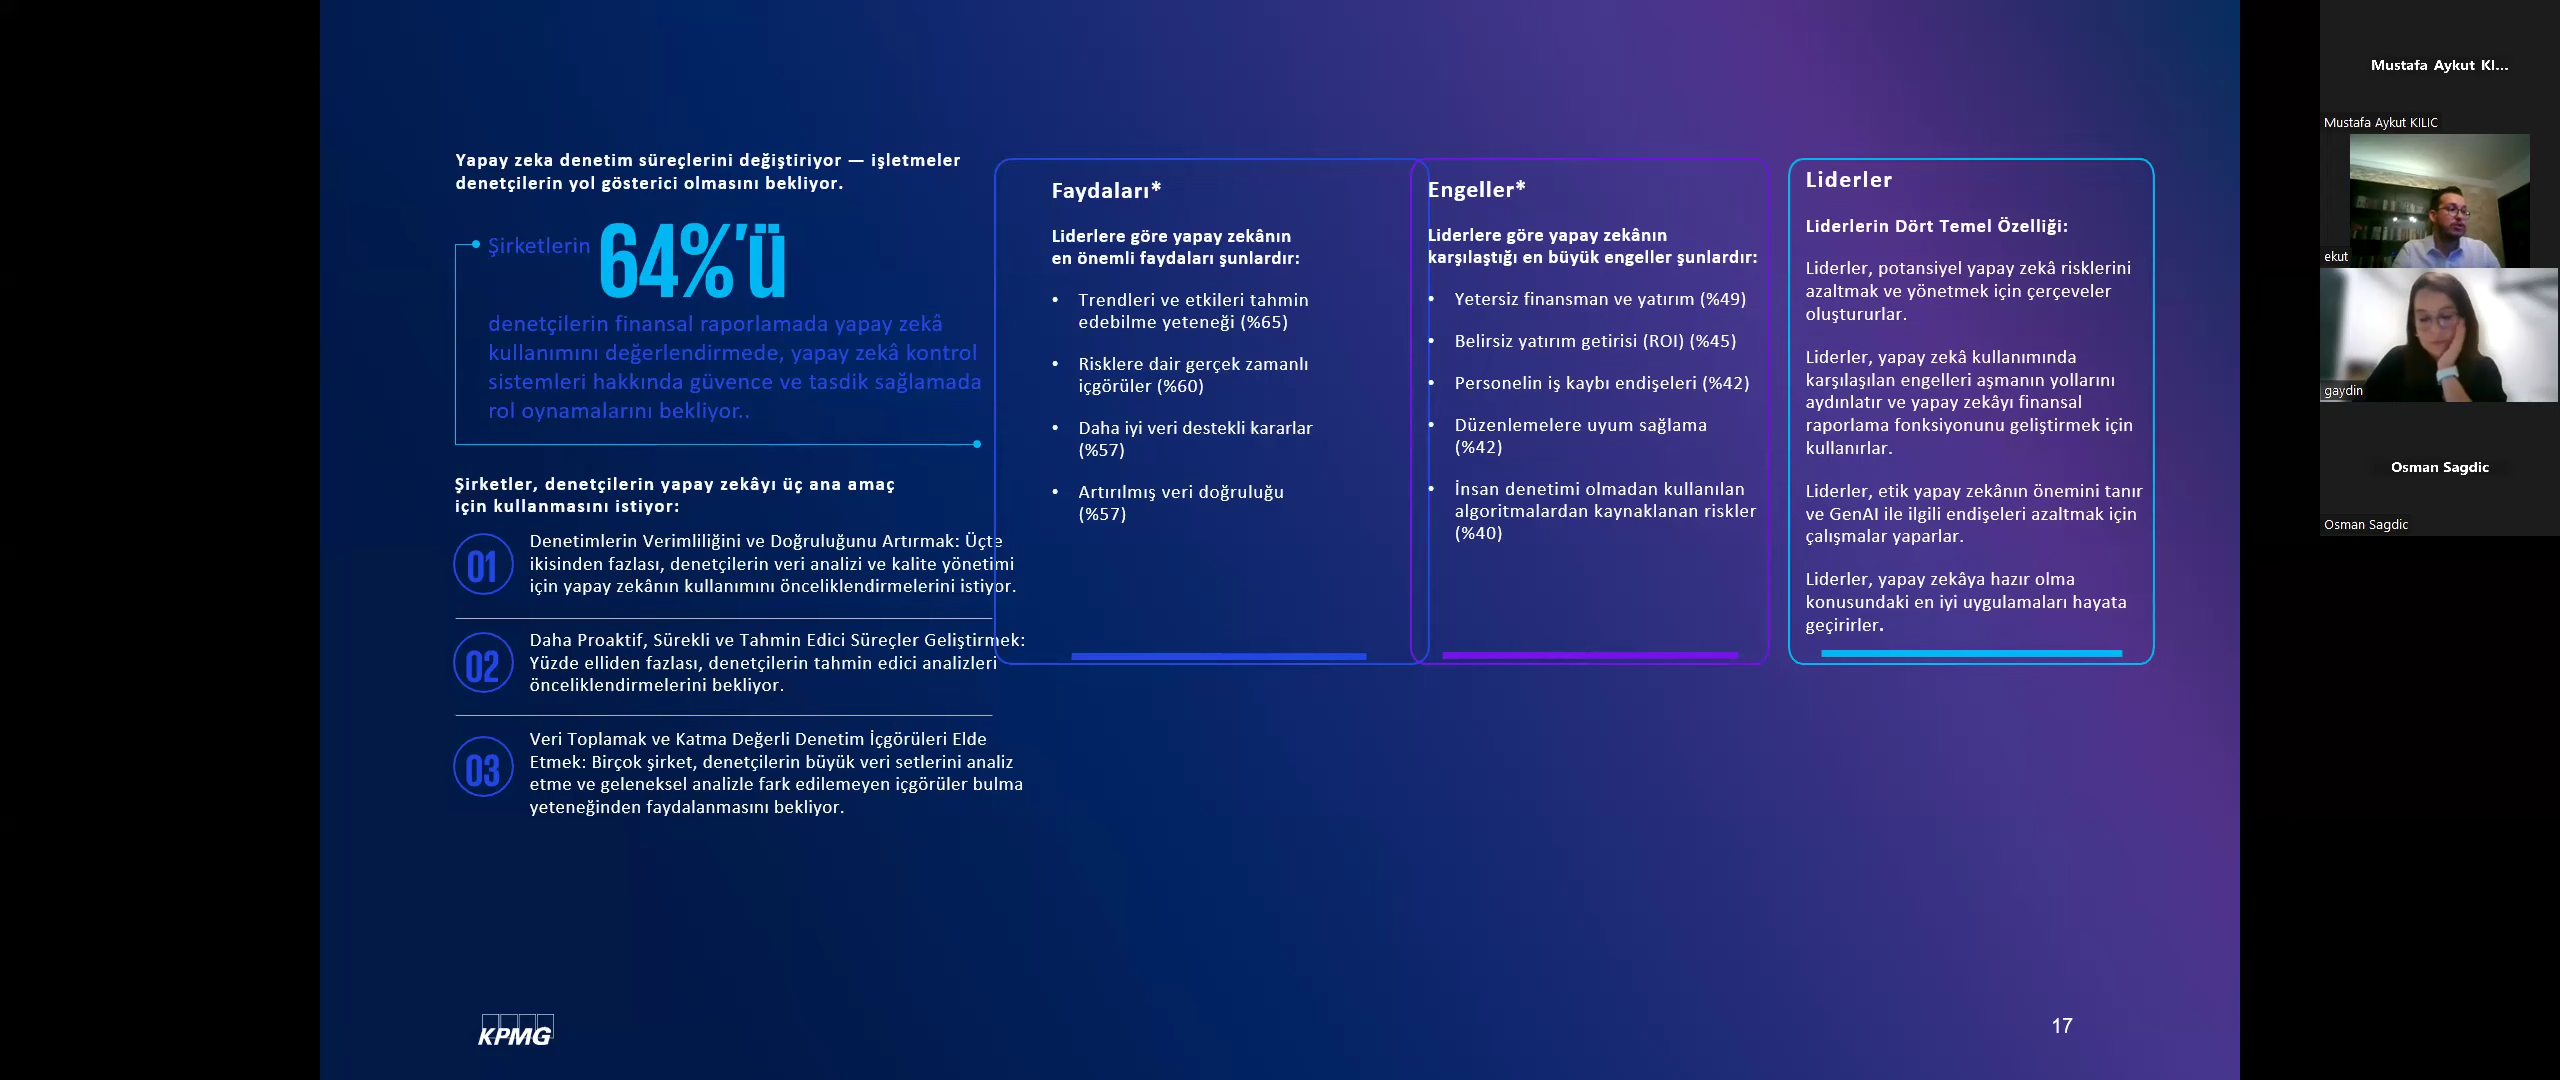 Yapay zeka denetim süreçlerini değiştiriyor — işletmeler
denetçilerin yol gösterici olmasını bekliyor.
Şirketlerin 64%’ü
denetçilerin finansal raporlamada yapay zekâ
kullanımını değerlendirmede, yapay zekâ kontrol
sistemleri hakkında güvence ve tasdik sağlamada
rol oynamalarını bekliyor..
Şirketler, denetçilerin yapay zekâyı üç ana amaç
için kullanmasını istiyor:
01
Denetimlerin Verimliliğini ve Doğruluğunu Artırmak: Üçte
ikisinden fazlası, denetçilerin veri analizi ve kalite yönetimi
için yapay zekânın kullanımını önceliklendirmelerini istiyor.
02
Daha Proaktif, Sürekli ve Tahmin Edici Süreçler Geliştirmek:
Yüzde elliden fazlası, denetçilerin tahmin edici analizleri
önceliklendirmelerini bekliyor.
03
Veri Toplamak ve Katma Değerli Denetim İçgörüleri Elde
Etmek: Birçok şirket, denetçilerin büyük veri setlerini analiz
etme ve geleneksel analizle fark edilemeyen içgörüler bulma
yeteneğinden faydalanmasını bekliyor.
Faydaları*
Liderlere göre yapay zekânın
en önemli faydaları şunlardır:
• Trendleri ve etkileri tahmin
edebilme yeteneği (%65)
• Risklere dair gerçek zamanlı
içgörüler (%60)
• Daha iyi veri destekli kararlar
(%57)
• Artırılmış veri doğruluğu
(%57)
Engeller*
Liderlere göre yapay zekânın
karşılaştığı en büyük engeller şunlardır:
• Yetersiz finansman ve yatırım (%49)
• Belirsiz yatırım getirisi (ROI) (%45)
• Personelin iş kaybı endişeleri (%42)
• Düzenlemelere uyum sağlama
(%42)
• İnsan denetimi olmadan kullanılan
algoritmalardan kaynaklanan riskler
(%40)
Liderler
Liderlerin Dört Temel Özelliği:
Liderler, potansiyel yapay zekâ risklerini
azaltmak ve yönetmek için çerçeveler
oluştururlar.
Liderler, yapay zekâ kullanımında
karşılaşılan engelleri aşmanın yollarını
aydınlatır ve yapay zekâyı finansal
raporlama fonksiyonunu geliştirmek için
kullanırlar.
Liderler, etik yapay zekânın önemini tanır
ve GenAI ile ilgili endişeleri azaltmak için
çalışmalar yaparlar.
Liderler, yapay zekâya hazır olma
konusundaki en iyi uygulamaları hayata
geçirirler.
KPMG
17
Mustafa Aykut KI...
Mustafa Aykut KILIC
ekut
gaydin
Osman Sagdic
Osman Sagdic